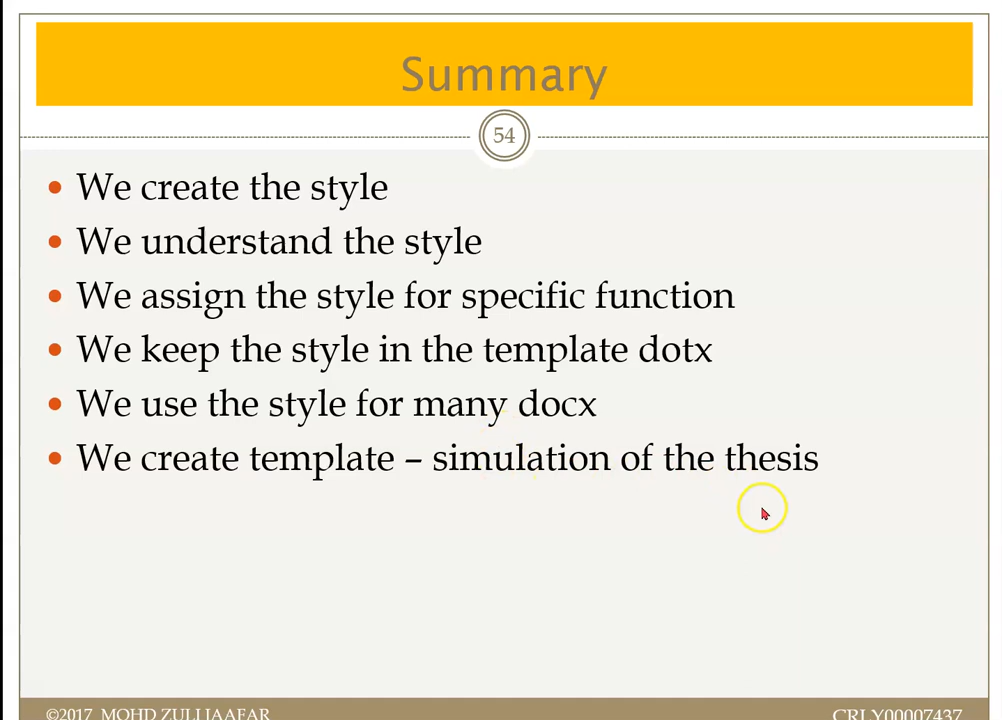 Summary
54
• We create the style
• We understand the style
• We assign the style for specific function
• We keep the style in the template dotx
• We use the style for many docx
• We create template – simulation of the thesis
©2017 MOHD ZULI JAAFAR
CRLY00007437